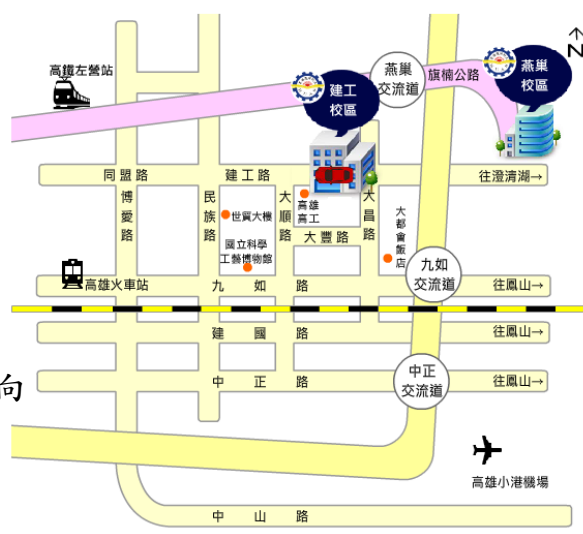 N
高鐵左營站
燕巢
交流道
旗楠公路
燕巢
校區
建工
校區
同盟路
建工路
往澄清湖→
博愛路
民族路
大順路
大昌路
世貿大樓
高雄
高工
大都會飯店
大豐路
國立科學
工藝博物館
九如
交流道
高雄火車站
九如路
往鳳山→
建國路
往鳳山→
中正路
往鳳山→
中正
交流道
向
高雄小港機場
中山路